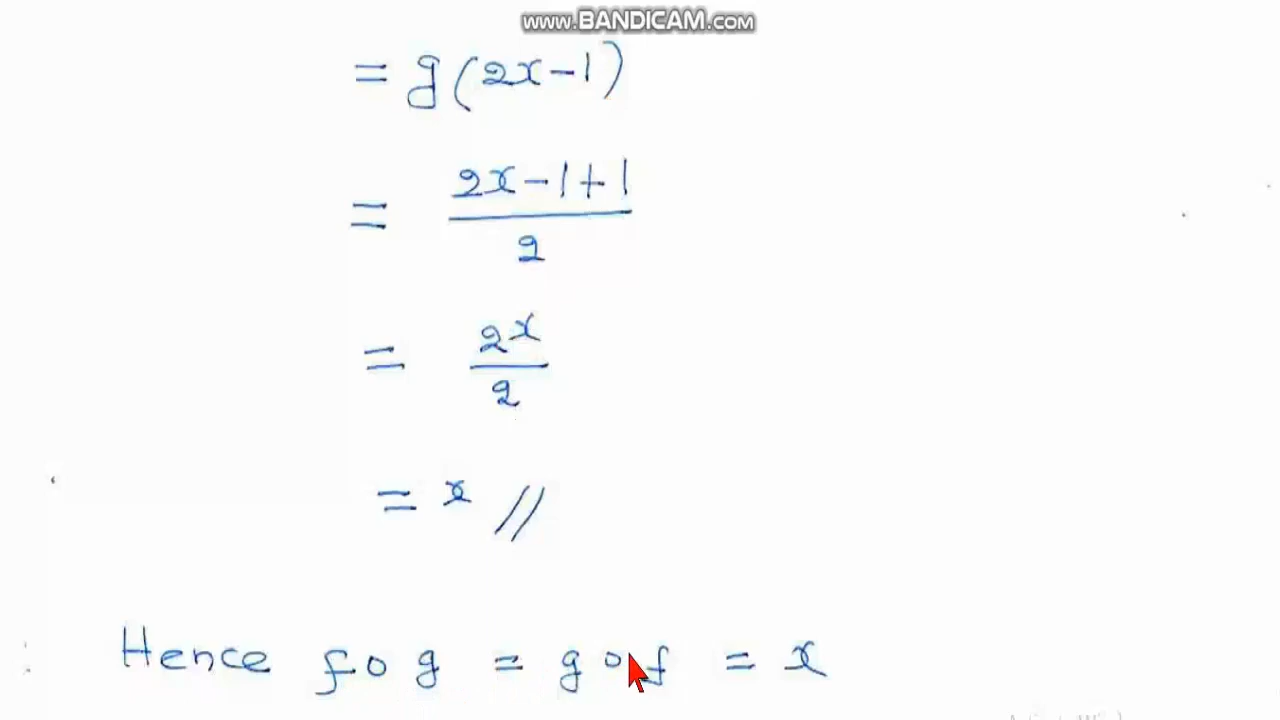 www.BANDICAM.com
= g(2x-1)
= 2x-1+1
2
= 2x
2
= x //
Hence fog = gof = x